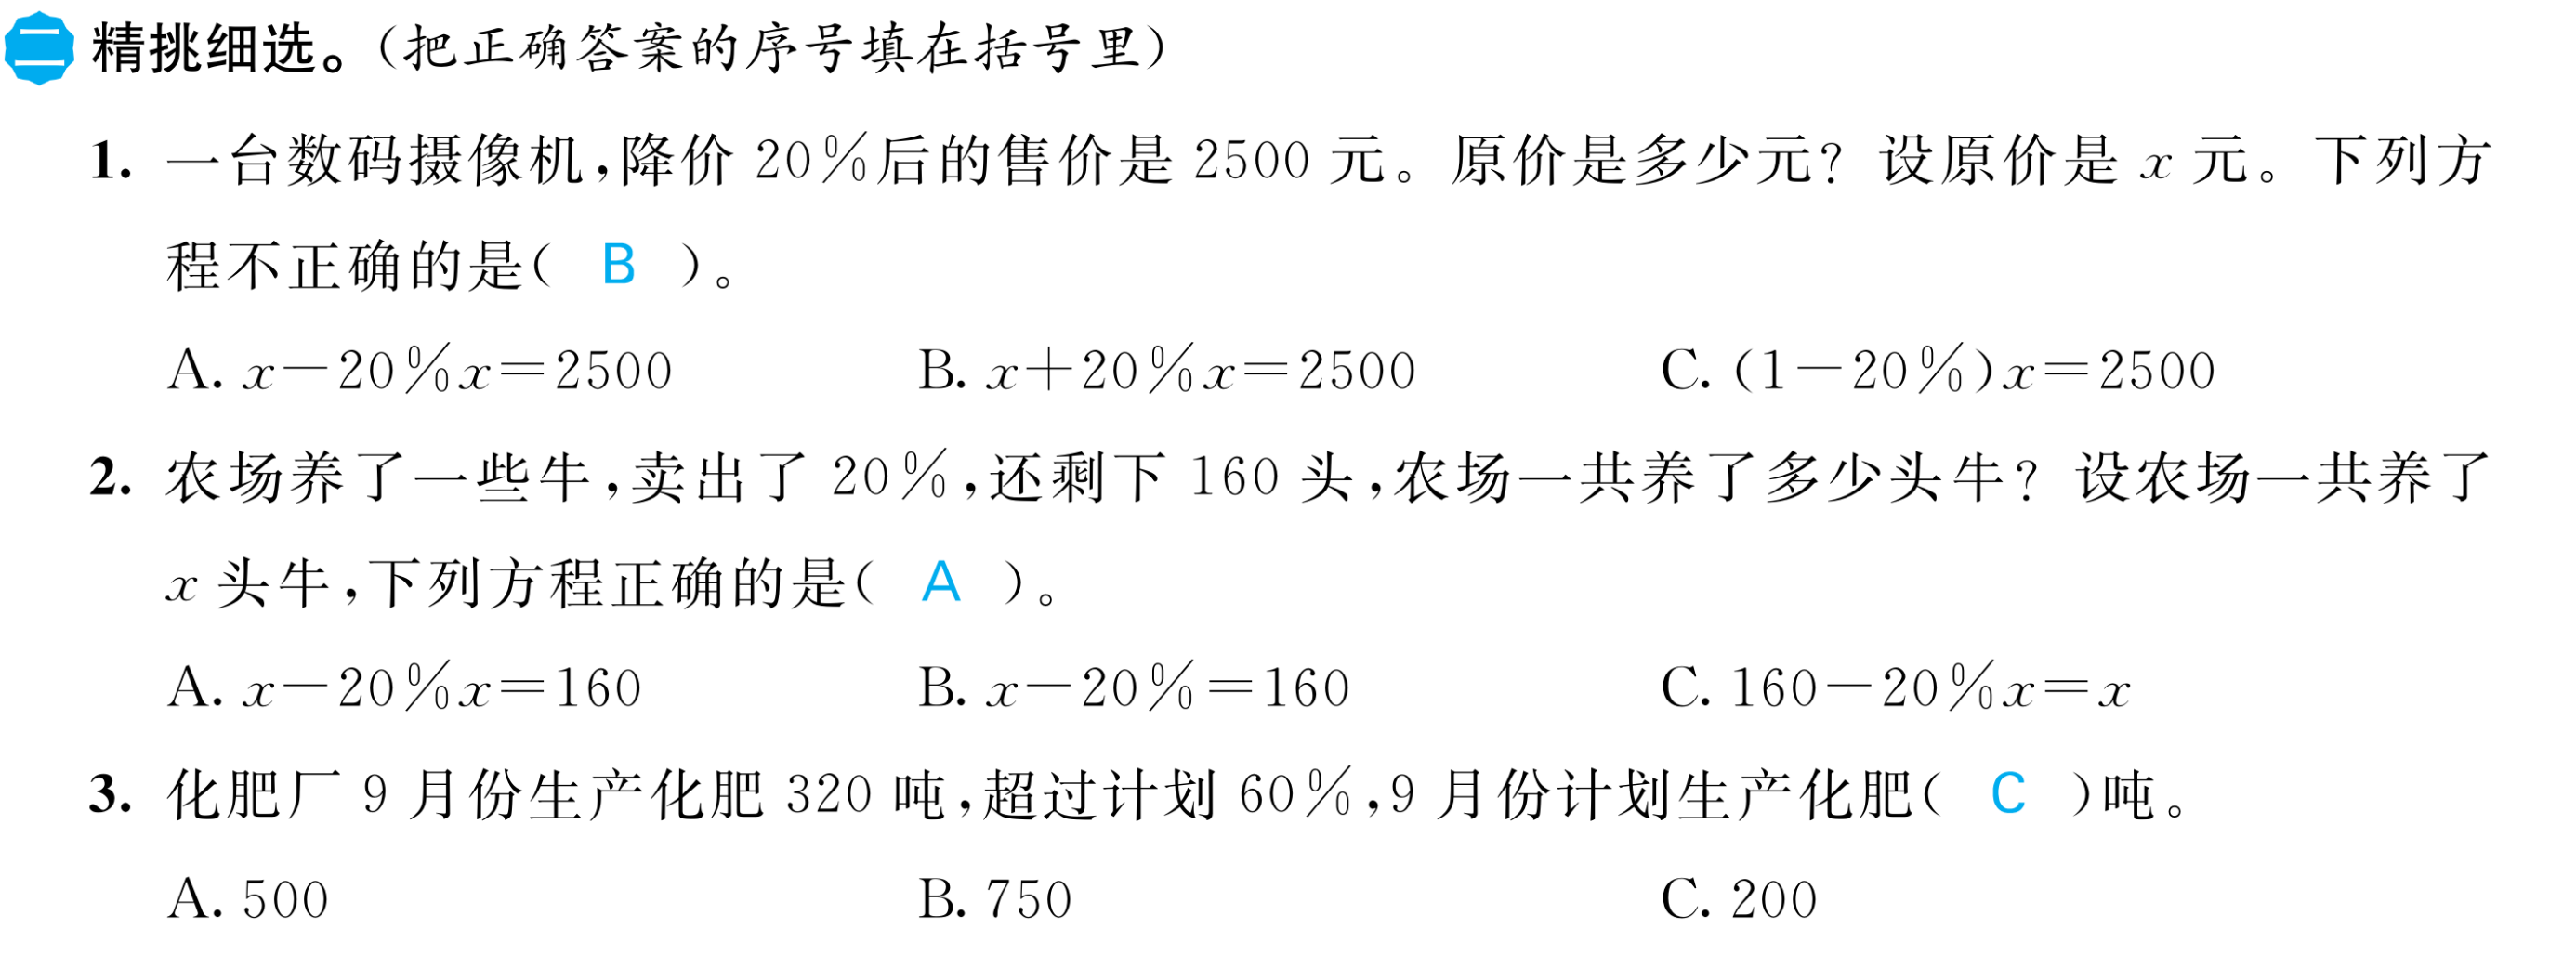 二 精挑细选。(把正确答案的序号填在括号里)
1. 一台数码摄像机,降价 20%后的售价是 2500 元。原价是多少元? 设原价是 x 元。下列方
程不正确的是( B )。
A. x-20%x=2500 B. x+20%x=2500 C. (1-20%)x=2500
2. 农场养了一些牛,卖出了 20%,还剩下 160 头,农场一共养了多少头牛? 设农场一共养了
x 头牛,下列方程正确的是( A )。
A. x-20%x=160 B. x-20%=160 C. 160-20%x=x
3. 化肥厂 9 月份生产化肥 320 吨,超过计划 60%,9 月份计划生产化肥( C )吨。
A. 500 B. 750 C. 200